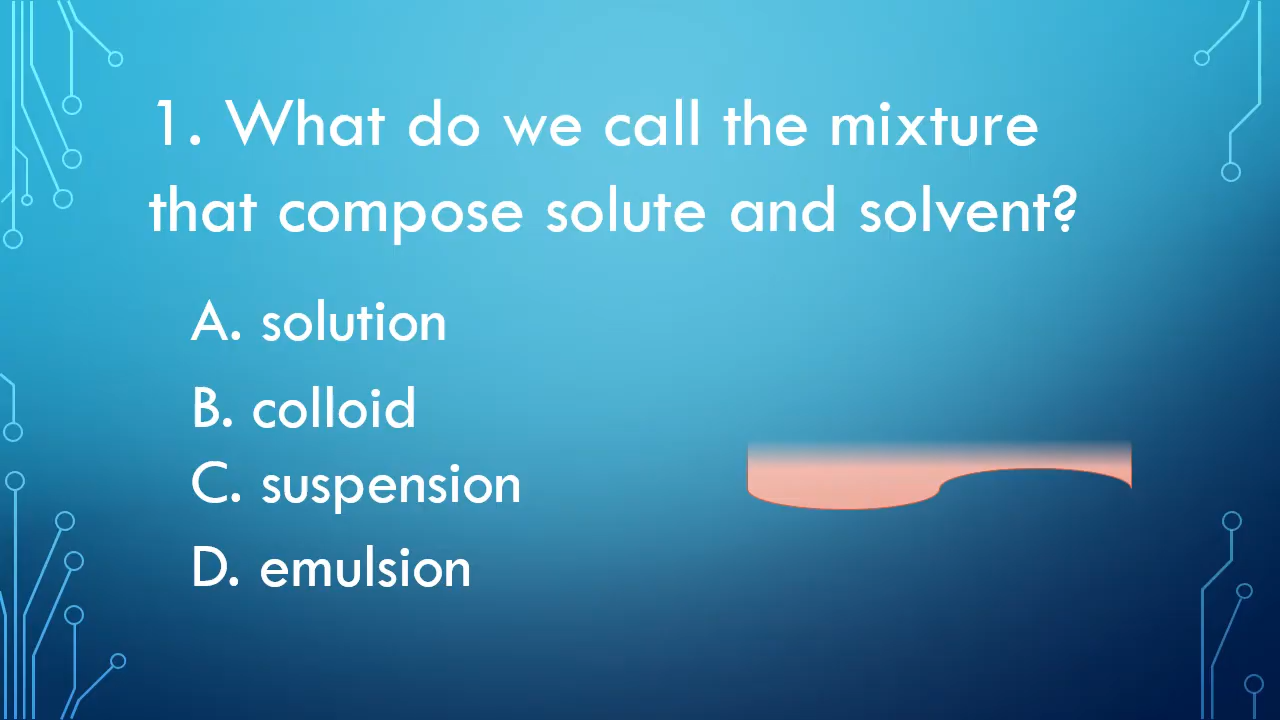 1. What do we call the mixture
that compose solute and solvent?
A. solution
B. colloid
C. suspension
D. emulsion